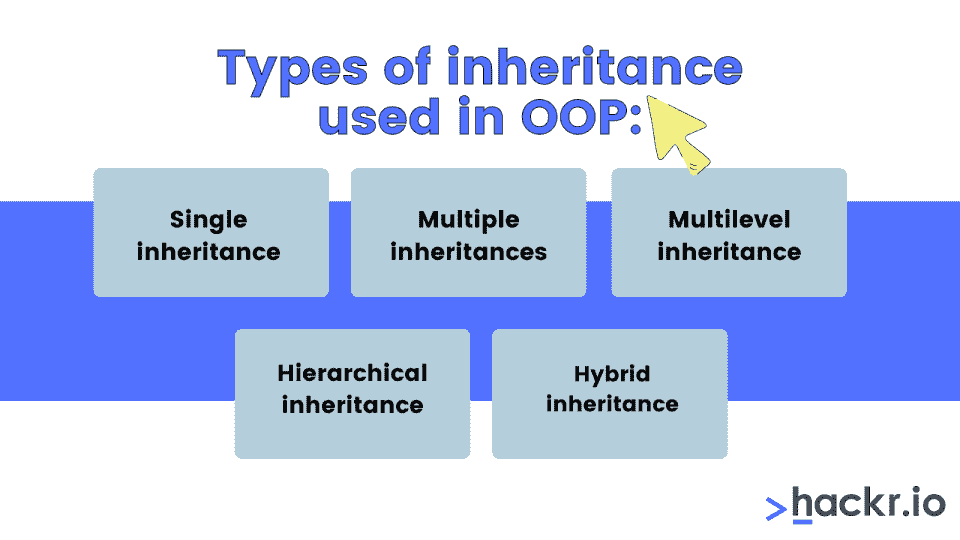 Types of inheritance
used in OOP:
Single
inheritance
Multiple
inheritances
Multilevel
inheritance
Hierarchical
inheritance
Hybrid
inheritance
>hackr.io